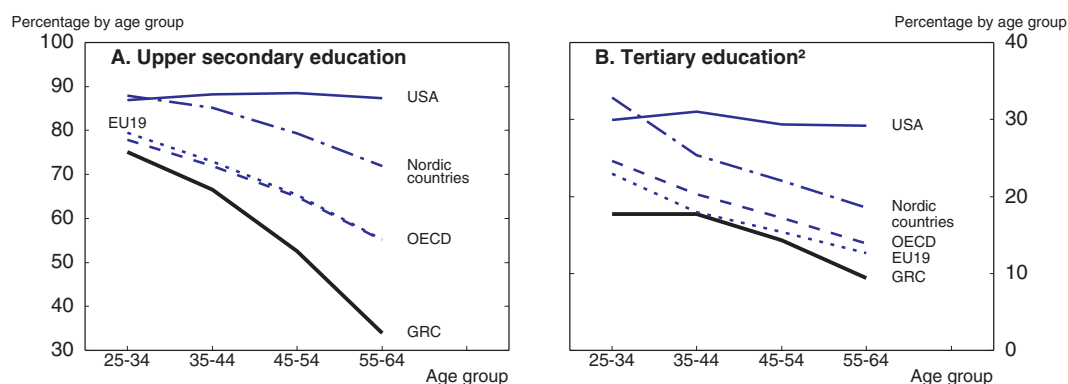 Percentage by age group
A. Upper secondary education
100
90
80
70
60
50
40
30
EU19
USA
Nordic
countries
OECD
GRC
25-34 35-44 45-54 55-64
Age group
Percentage by age group
B. Tertiary education²
40
30
20
10
0
USA
Nordic
countries
OECD
EU19
GRC
25-34 35-44 45-54 55-64
Age group